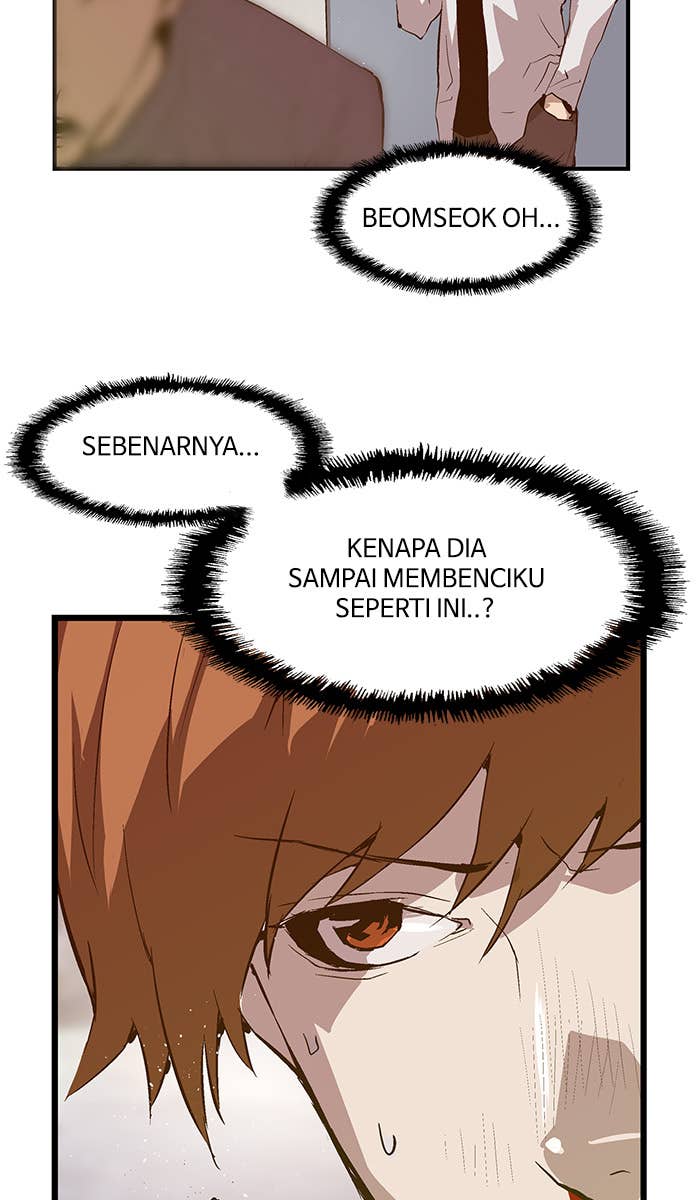 BEOMSEOK OH...
SEBENARNYA...
KENAPA DIA
SAMPAI MEMBENCIKU
SEPERTI INI..?